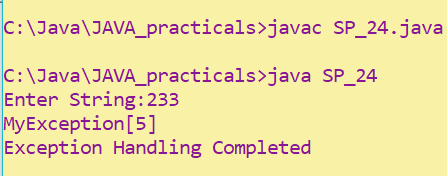 C:\Java\JAVA_practicals>javac SP_24.java
C:\Java\JAVA_practicals>java SP_24
Enter String:233
MyException[5]
Exception Handling Completed